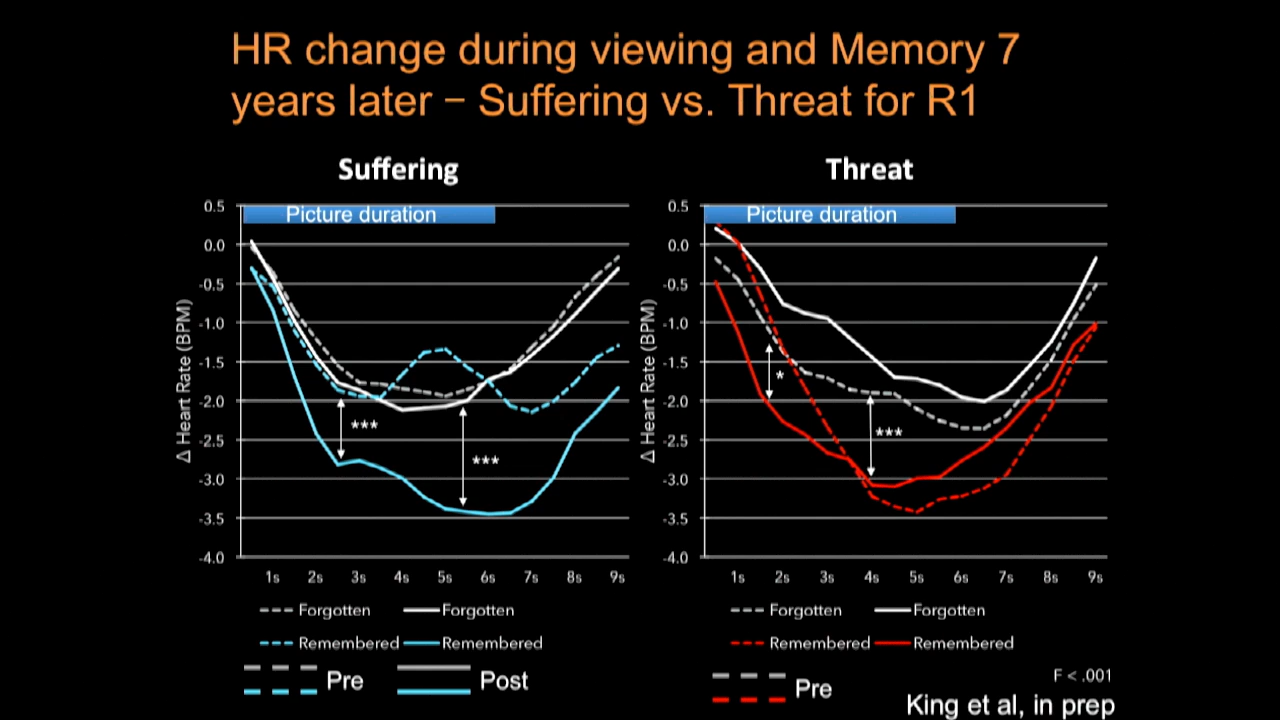 HR change during viewing and Memory 7
years later – Suffering vs. Threat for R1
Suffering
Picture duration
Δ Heart Rate (BPM)
0.5
0.0
-0.5
-1.0
-1.5
-2.0
-2.5
-3.0
-3.5
-4.0
***
***
1s 2s 3s 4s 5s 6s 7s 8s 9s
Forgotten Forgotten
Remembered Remembered
Pre Post
Threat
Picture duration
Δ Heart Rate (BPM)
0.5
0.0
-0.5
-1.0
-1.5
-2.0
-2.5
-3.0
-3.5
-4.0
*
***
1s 2s 3s 4s 5s 6s 7s 8s 9s
Forgotten Forgotten
Remembered Remembered
Pre
F < .001
King et al, in prep